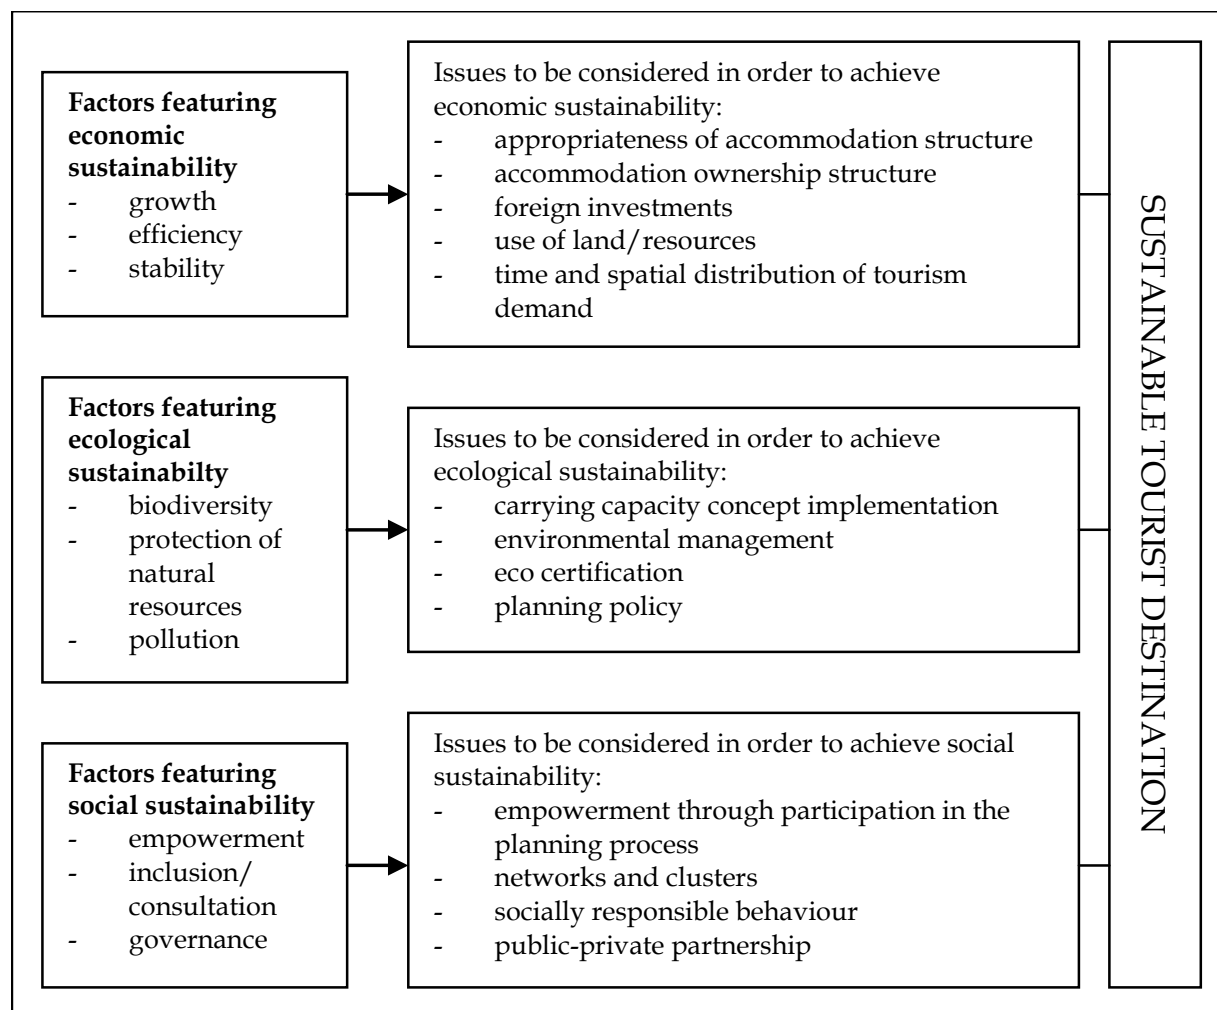 Factors featuring
economic
sustainability
- growth
- efficiency
- stability
Issues to be considered in order to achieve
economic sustainability:
- appropriateness of accommodation structure
- accommodation ownership structure
- foreign investments
- use of land/resources
- time and spatial distribution of tourism
demand
Factors featuring
ecological
sustainabilty
- biodiversity
- protection of
natural
resources
- pollution
Issues to be considered in order to achieve
ecological sustainability:
- carrying capacity concept implementation
- environmental management
- eco certification
- planning policy
Factors featuring
social sustainability
- empowerment
- inclusion/
consultation
- governance
Issues to be considered in order to achieve social
sustainability:
- empowerment through participation in the
planning process
- networks and clusters
- socially responsible behaviour
- public-private partnership
SUSTAINABLE TOURIST DESTINATION